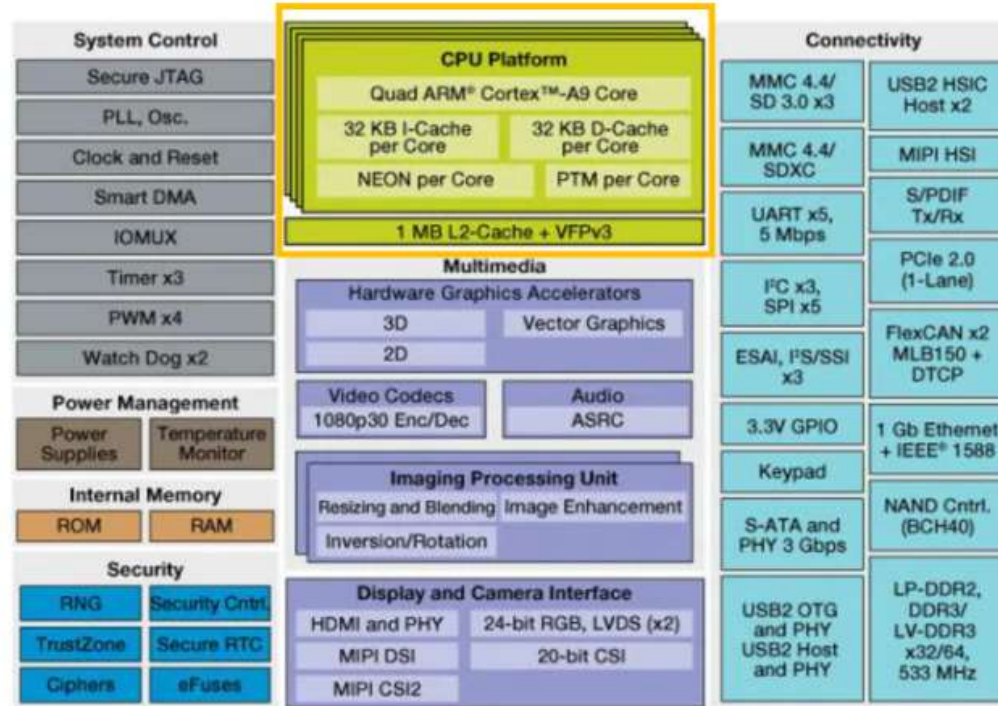 System Control
Secure JTAG
PLL, Osc.
Clock and Reset
Smart DMA
IOMUX
Timer x3
PWM x4
Watch Dog x2
Power Management
Power
Supplies
Temperature
Monitor
Internal Memory
ROM
RAM
Security
RNG
Security Cntrl.
TrustZone
Secure RTC
Ciphers
eFuses
CPU Platform
Quad ARM® Cortex™-A9 Core
32 KB I-Cache
per Core
32 KB D-Cache
per Core
NEON per Core
PTM per Core
1 MB L2-Cache + VFPv3
Multimedia
Hardware Graphics Accelerators
3D
Vector Graphics
2D
Video Codecs
1080p30 Enc/Dec
Audio
ASRC
Imaging Processing Unit
Resizing and Blending
Image Enhancement
Inversion/Rotation
Display and Camera Interface
HDMI and PHY
24-bit RGB, LVDS (x2)
MIPI DSI
20-bit CSI
MIPI CSI2
Connectivity
MMC 4.4/
SD 3.0 x3
MMC 4.4/
SDXC
UART x5,
5 Mbps
I²C x3,
SPI x5
ESAI, I²S/SSI
x3
3.3V GPIO
Keypad
S-ATA and
PHY 3 Gbps
USB2 OTG
and PHY
USB2 Host
and PHY
USB2 HSIC
Host x2
MIPI HSI
S/PDIF
Tx/Rx
PCIe 2.0
(1-Lane)
FlexCAN x2
MLB150 +
DTCP
1 Gb Ethernet
+ IEEE® 1588
NAND Cntrl.
(BCH40)
LP-DDR2,
DDR3/
LV-DDR3
x32/64,
533 MHz